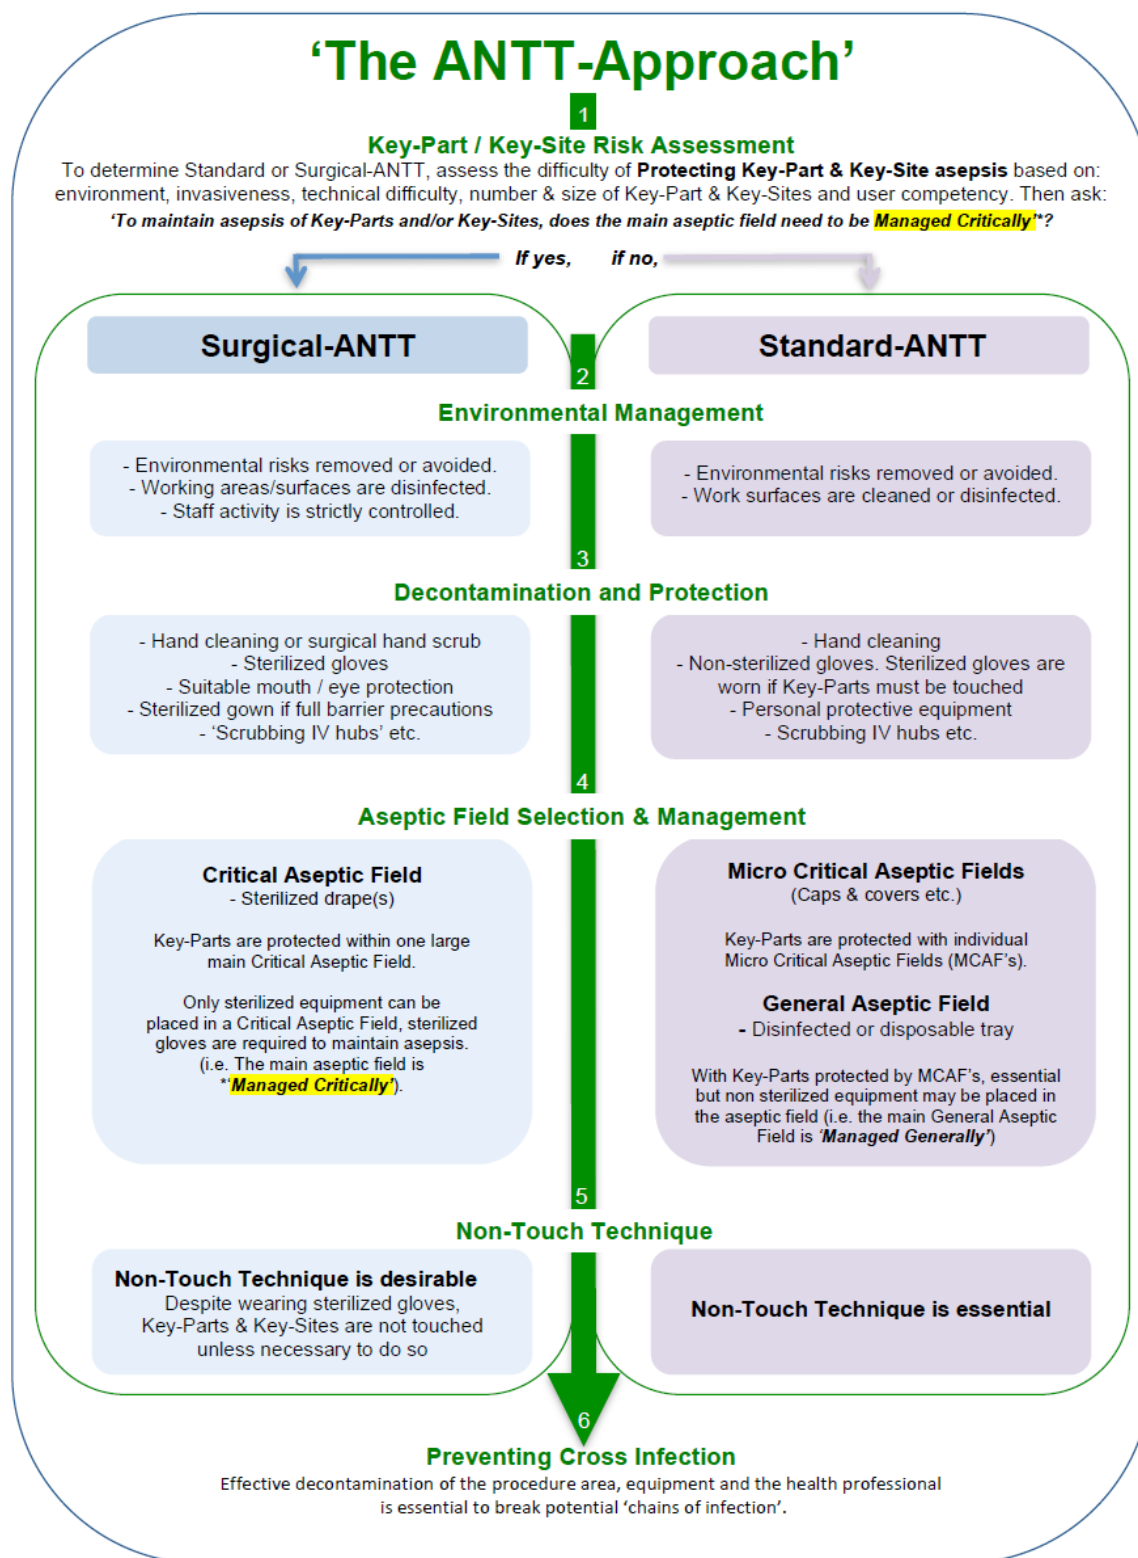 ‘The ANTT-Approach’
1
Key-Part / Key-Site Risk Assessment
To determine Standard or Surgical-ANTT, assess the difficulty of Protecting Key-Part & Key-Site asepsis based on:
environment, invasiveness, technical difficulty, number & size of Key-Part & Key-Sites and user competency. Then ask:
‘To maintain asepsis of Key-Parts and/or Key-Sites, does the main aseptic field need to be Managed Critically’*?
If yes, if no,
Surgical-ANTT
Standard-ANTT
2
Environmental Management
- Environmental risks removed or avoided.
- Working areas/surfaces are disinfected.
- Staff activity is strictly controlled.
- Environmental risks removed or avoided.
- Work surfaces are cleaned or disinfected.
3
Decontamination and Protection
- Hand cleaning or surgical hand scrub
- Sterilized gloves
- Suitable mouth / eye protection
- Sterilized gown if full barrier precautions
- ‘Scrubbing IV hubs’ etc.
- Hand cleaning
- Non-sterilized gloves. Sterilized gloves are
worn if Key-Parts must be touched
- Personal protective equipment
- Scrubbing IV hubs etc.
4
Aseptic Field Selection & Management
Critical Aseptic Field
- Sterilized drape(s)
Key-Parts are protected within one large
main Critical Aseptic Field.
Only sterilized equipment can be
placed in a Critical Aseptic Field, sterilized
gloves are required to maintain asepsis.
(i.e. The main aseptic field is
*‘Managed Critically’).
Micro Critical Aseptic Fields
(Caps & covers etc.)
Key-Parts are protected with individual
Micro Critical Aseptic Fields (MCAF’s).
General Aseptic Field
- Disinfected or disposable tray
With Key-Parts protected by MCAF’s, essential
but non sterilized equipment may be placed in
the aseptic field (i.e. the main General Aseptic
Field is ‘Managed Generally’)
5
Non-Touch Technique
Non-Touch Technique is desirable
Despite wearing sterilized gloves,
Key-Parts & Key-Sites are not touched
unless necessary to do so
Non-Touch Technique is essential
6
Preventing Cross Infection
Effective decontamination of the procedure area, equipment and the health professional
is essential to break potential ‘chains of infection’.